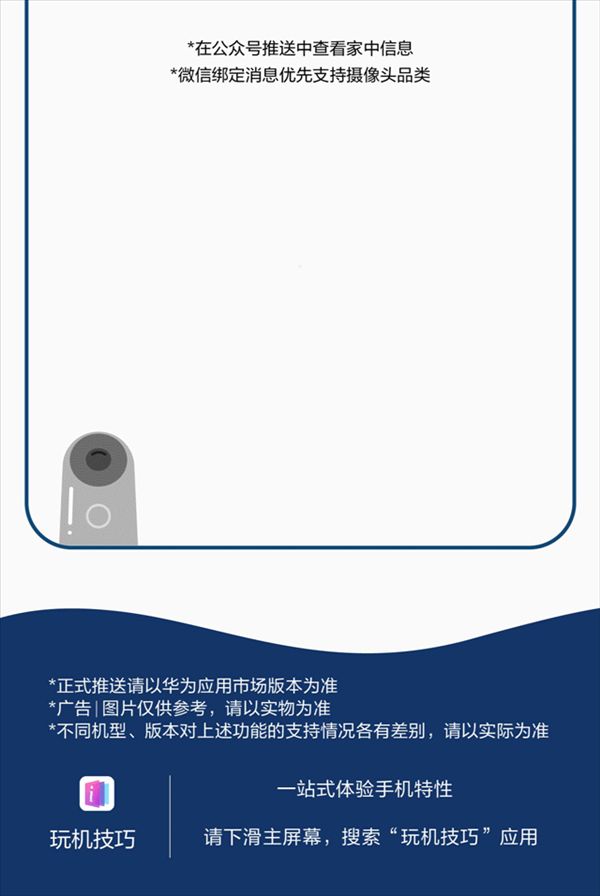 *在公众号推送中查看家中信息
*微信绑定消息优先支持摄像头品类
*正式推送请以华为应用市场版本为准
*广告|图片仅供参考，请以实物为准
*不同机型、版本对上述功能的支持情况各有差别，请以实际为准
玩机技巧
一站式体验手机特性
请下滑主屏幕，搜索“玩机技巧”应用